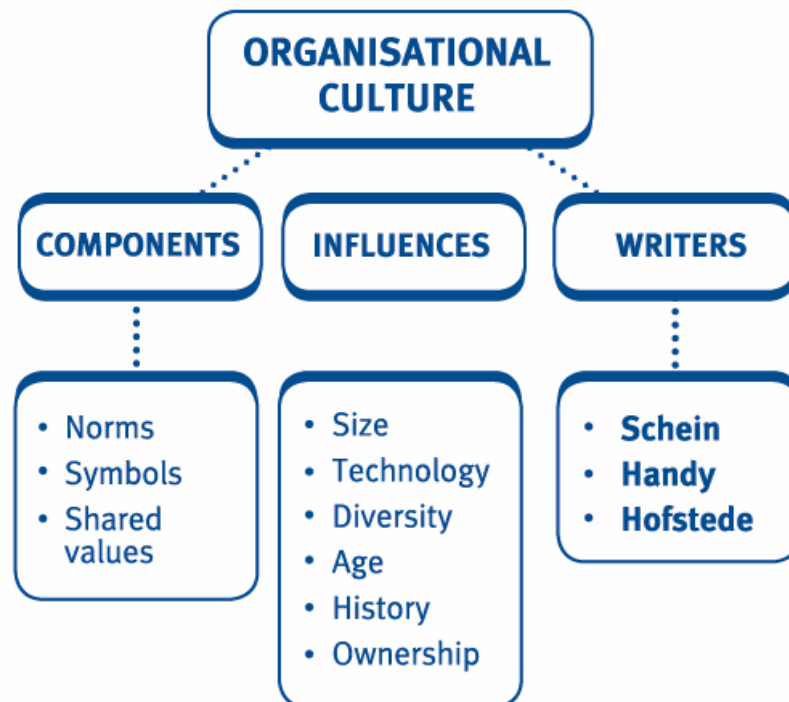 ORGANISATIONAL
CULTURE
COMPONENTS
INFLUENCES
WRITERS
• Norms
• Symbols
• Shared
values
• Size
• Technology
• Diversity
• Age
• History
• Ownership
• Schein
• Handy
• Hofstede